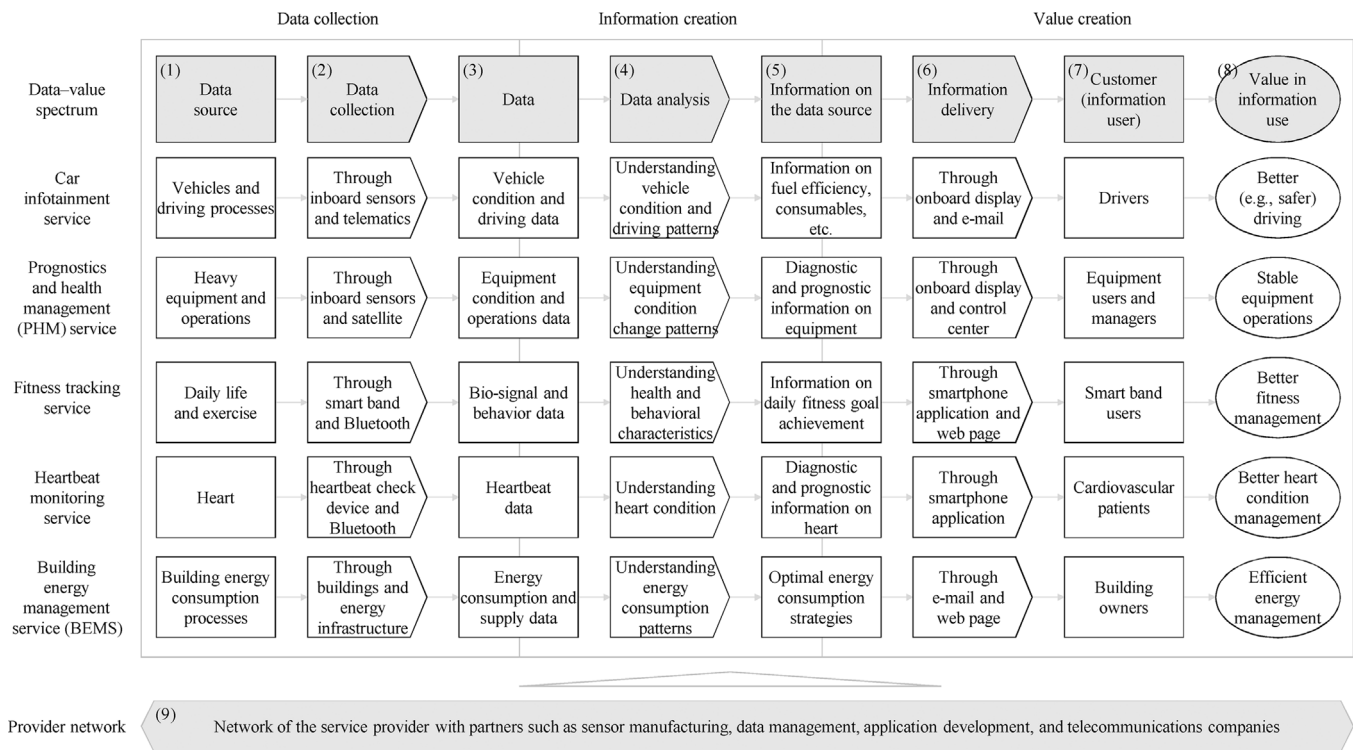 Data collection
Information creation
Value creation
Data–value
spectrum
(1)
Data
source
(2)
Data
collection
(3)
Data
(4)
Data analysis
(5)
Information on
the data source
(6)
Information
delivery
(7)
Customer
(information
user)
(8)
Value in
information
use
Car
infotainment
service
Vehicles and
driving processes
Through
inboard sensors
and telematics
Vehicle
condition and
driving data
Understanding
vehicle
condition and
driving patterns
Information on
fuel efficiency,
consumables,
etc.
Through
onboard display
and e-mail
Drivers
Better
(e.g., safer)
driving
Prognostics
and health
management
(PHM) service
Heavy
equipment and
operations
Through
inboard sensors
and satellite
Equipment
condition and
operations data
Understanding
equipment
condition
change patterns
Diagnostic
and prognostic
information on
equipment
Through
onboard display
and control
center
Equipment
users and
managers
Stable
equipment
operations
Fitness tracking
service
Daily life
and exercise
Through
smart band
and Bluetooth
Bio-signal and
behavior data
Understanding
health and
behavioral
characteristics
Information on
daily fitness goal
achievement
Through
smartphone
application and
web page
Smart band
users
Better
fitness
management
Heartbeat
monitoring
service
Heart
Through
heartbeat check
device and
Bluetooth
Heartbeat
data
Understanding
heart condition
Diagnostic
and prognostic
information on
heart
Through
smartphone
application
Cardiovascular
patients
Better heart
condition
management
Building
energy
management
service (BEMS)
Building energy
consumption
processes
Through
buildings and
energy
infrastructure
Energy
consumption and
supply data
Understanding
energy
consumption
patterns
Optimal energy
consumption
strategies
Through
e-mail and
web page
Building
owners
Efficient
energy
management
Provider network
(9)
Network of the service provider with partners such as sensor manufacturing, data management, application development, and telecommunications companies